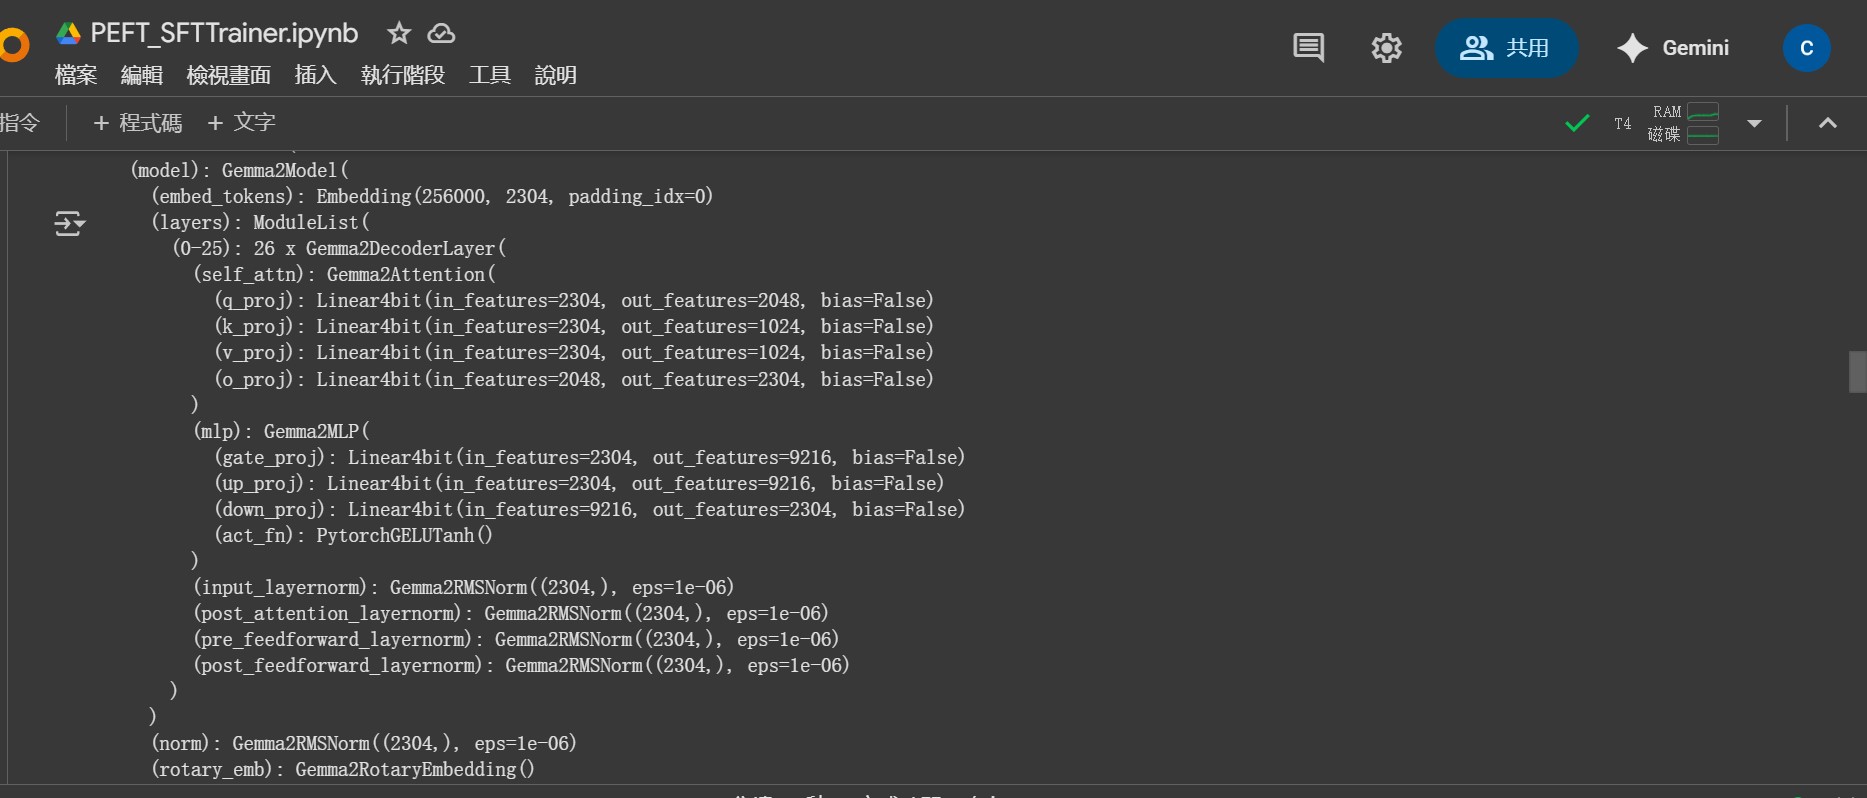 PEFT_SFTTrainer.ipynb
共用
Gemini
C
檔案 編輯 檢視畫面 插入 執行階段 工具 說明
指令 + 程式碼 + 文字
T4
RAM
磁碟
(model): Gemma2Model(
(embed_tokens): Embedding(256000, 2304, padding_idx=0)
(layers): ModuleList(
(0-25): 26 x Gemma2DecoderLayer(
(self_attn): Gemma2Attention(
(q_proj): Linear4bit(in_features=2304, out_features=2048, bias=False)
(k_proj): Linear4bit(in_features=2304, out_features=1024, bias=False)
(v_proj): Linear4bit(in_features=2304, out_features=1024, bias=False)
(o_proj): Linear4bit(in_features=2048, out_features=2304, bias=False)
)
(mlp): Gemma2MLP(
(gate_proj): Linear4bit(in_features=2304, out_features=9216, bias=False)
(up_proj): Linear4bit(in_features=2304, out_features=9216, bias=False)
(down_proj): Linear4bit(in_features=9216, out_features=2304, bias=False)
(act_fn): PytorchGELUTanh()
)
(input_layernorm): Gemma2RMSNorm((2304,), eps=1e-06)
(post_attention_layernorm): Gemma2RMSNorm((2304,), eps=1e-06)
(pre_feedforward_layernorm): Gemma2RMSNorm((2304,), eps=1e-06)
(post_feedforward_layernorm): Gemma2RMSNorm((2304,), eps=1e-06)
)
)
(norm): Gemma2RMSNorm((2304,), eps=1e-06)
(rotary_emb): Gemma2RotaryEmbedding()